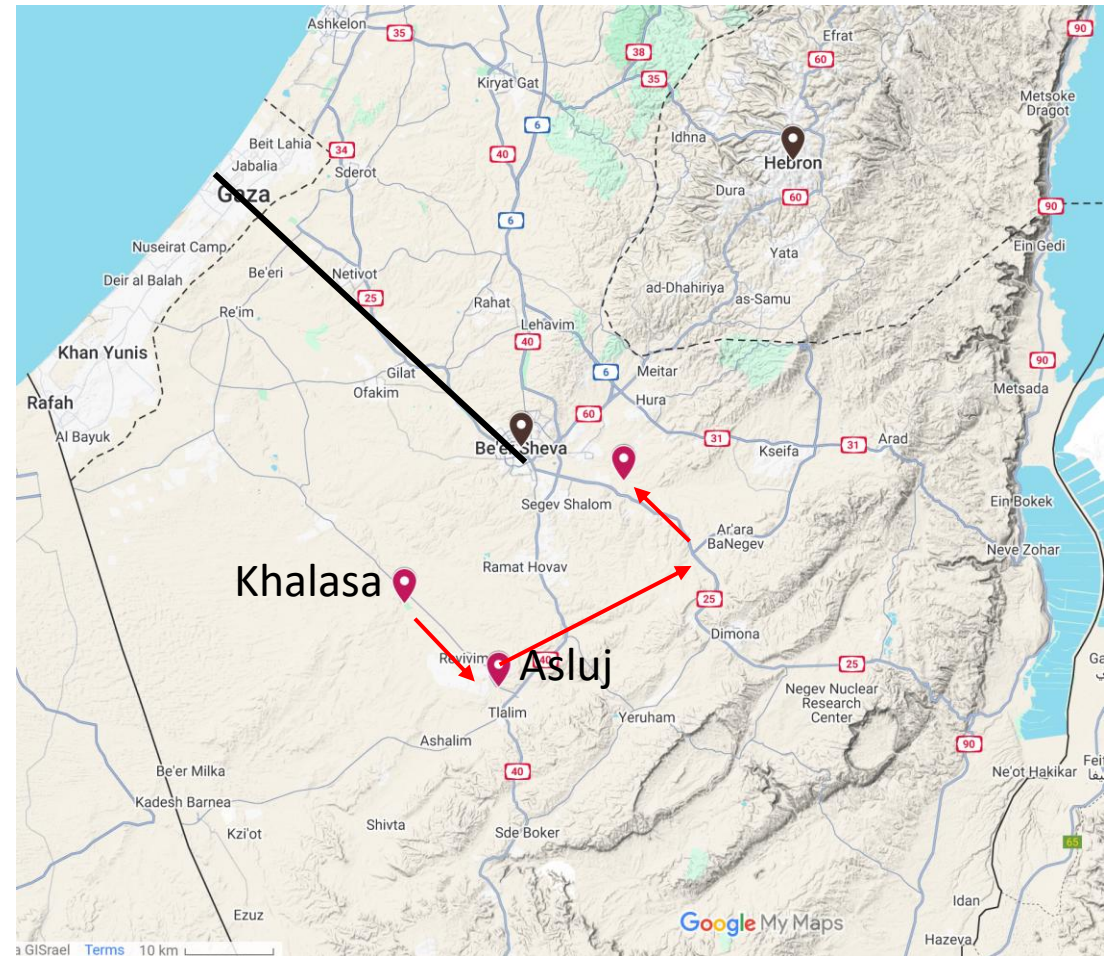 Ashkelon
35
38
Efrat
90
60
35
Kiryat Gat
Metsoke
Dragot
6
Idhna
Beit Lahia
34
40
Hebron
Jabalia
Sderot
Gaza
Dura
60
90
6
Nuseirat Camp
Yata
Ein Gedi
Be'eri
Netivot
Deir al Balah
ad-Dhahiriya
as-Samu
25
Rahat
Re'im
Lehavim
40
Khan Yunis
90
6
Meitar
Gilat
Metsada
Ofakim
Hura
Rafah
60
Al Bayuk
31
31
Arad
Be'er Sheva
Kseifa
Segev Shalom
Ein Bokek
Ar'ara
BaNegev
Neve Zohar
Ramat Hovav
Khalasa
25
Dimona
Revivim
Asluj
40
25
Negev Nuclear
Research
Center
Tlalim
Yeruham
Ashalim
90
Be'er Milka
40
Ne'ot Hakikar
Kadesh Barnea
Shivta
Kzi'ot
Sde Boker
65
Idan
Ezuz
Google My Maps
Hazeva
GISrael Terms 10 km